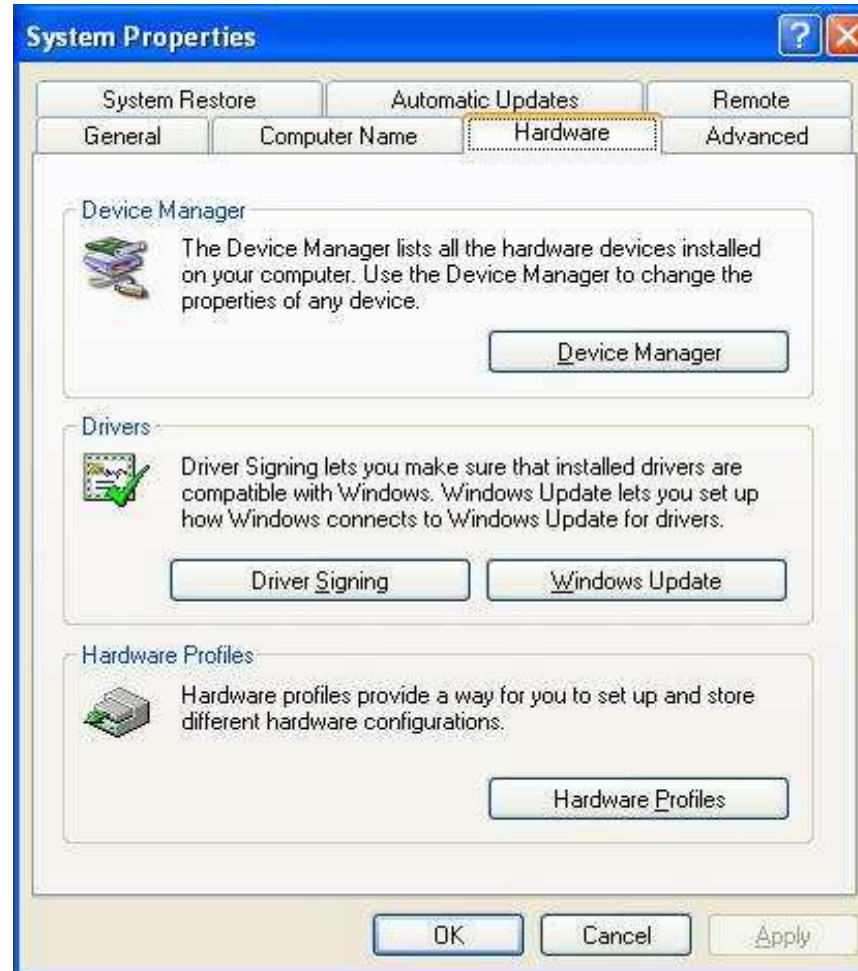 System Properties
System Restore Automatic Updates Remote
General Computer Name Hardware Advanced
Device Manager
The Device Manager lists all the hardware devices installed
on your computer. Use the Device Manager to change the
properties of any device.
Device Manager
Drivers
Driver Signing lets you make sure that installed drivers are
compatible with Windows. Windows Update lets you set up
how Windows connects to Windows Update for drivers.
Driver Signing Windows Update
Hardware Profiles
Hardware profiles provide a way for you to set up and store
different hardware configurations.
Hardware Profiles
OK Cancel Apply